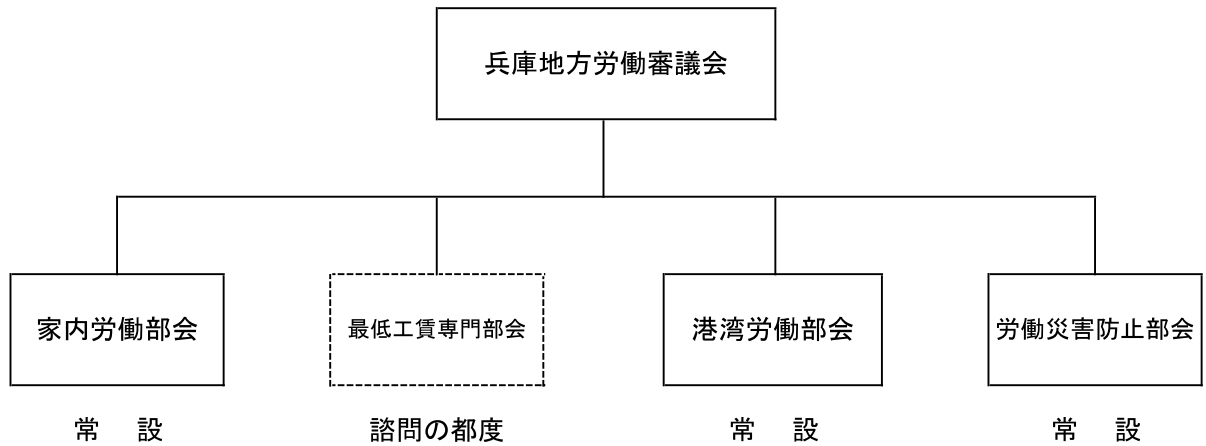 兵庫地方労働審議会
家内労働部会
最低工賃専門部会
港湾労働部会
労働災害防止部会
常　設
諮問の都度
常　設
常　設